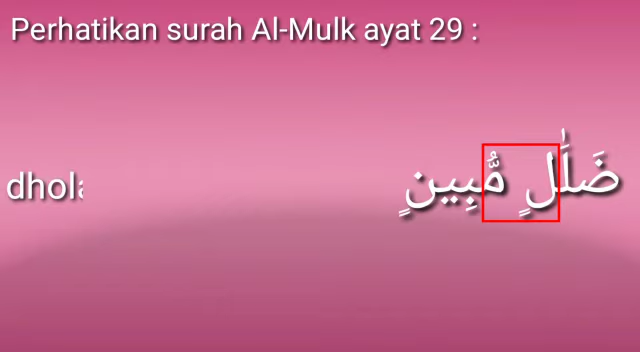 Perhatikan surah Al-Mulk ayat 29 :
ضَلَٰلٍ مُّبِينٍ
dhola